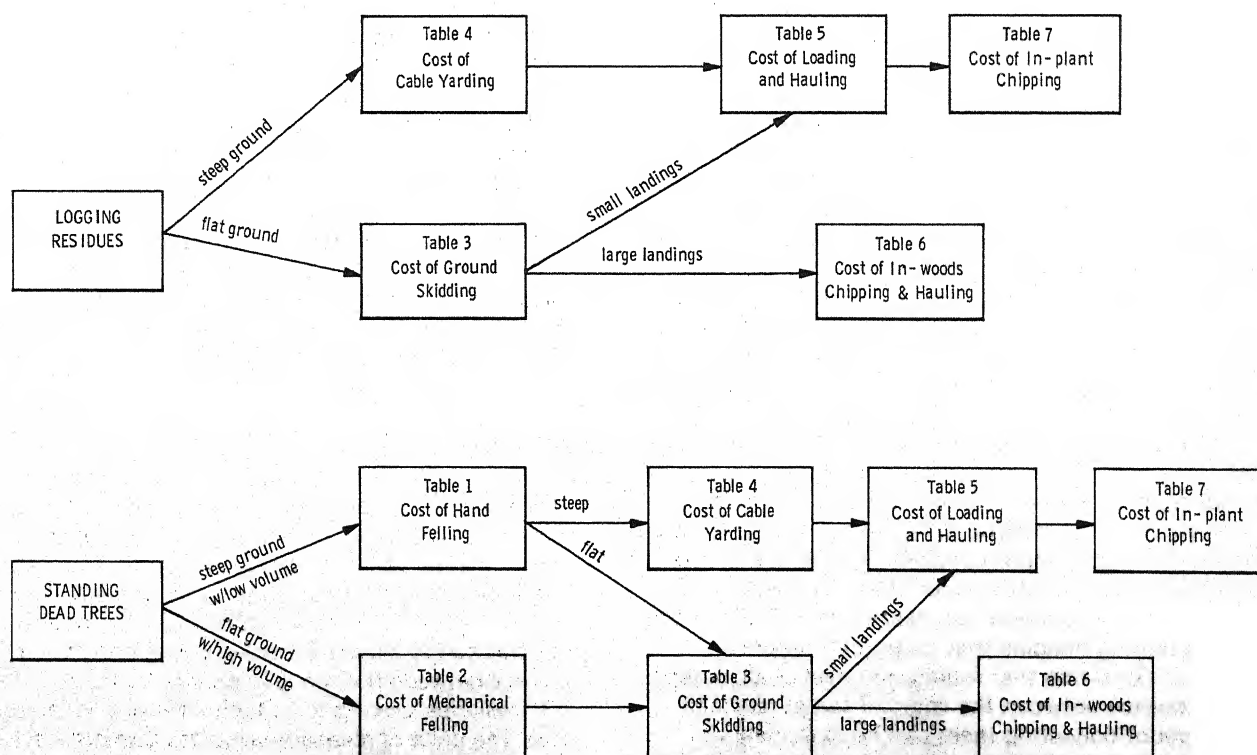 Table 4
Cost of
Cable Yarding
Table 5
Cost of Loading
and Hauling
Table 7
Cost of In-plant
Chipping
steep ground
small landings
LOGGING
RESIDUES
flat ground
Table 3
Cost of Ground
Skidding
large landings
Table 6
Cost of In-woods
Chipping & Hauling
Table 1
Cost of Hand
Felling
steep
Table 4
Cost of Cable
Yarding
Table 5
Cost of Loading
and Hauling
Table 7
Cost of In-plant
Chipping
flat
steep ground
w/low volume
STANDING
DEAD TREES
flat ground
w/high volume
small landings
Table 2
Cost of Mechanical
Felling
Table 3
Cost of Ground
Skidding
large landings
Table 6
Cost of In-woods
Chipping & Hauling